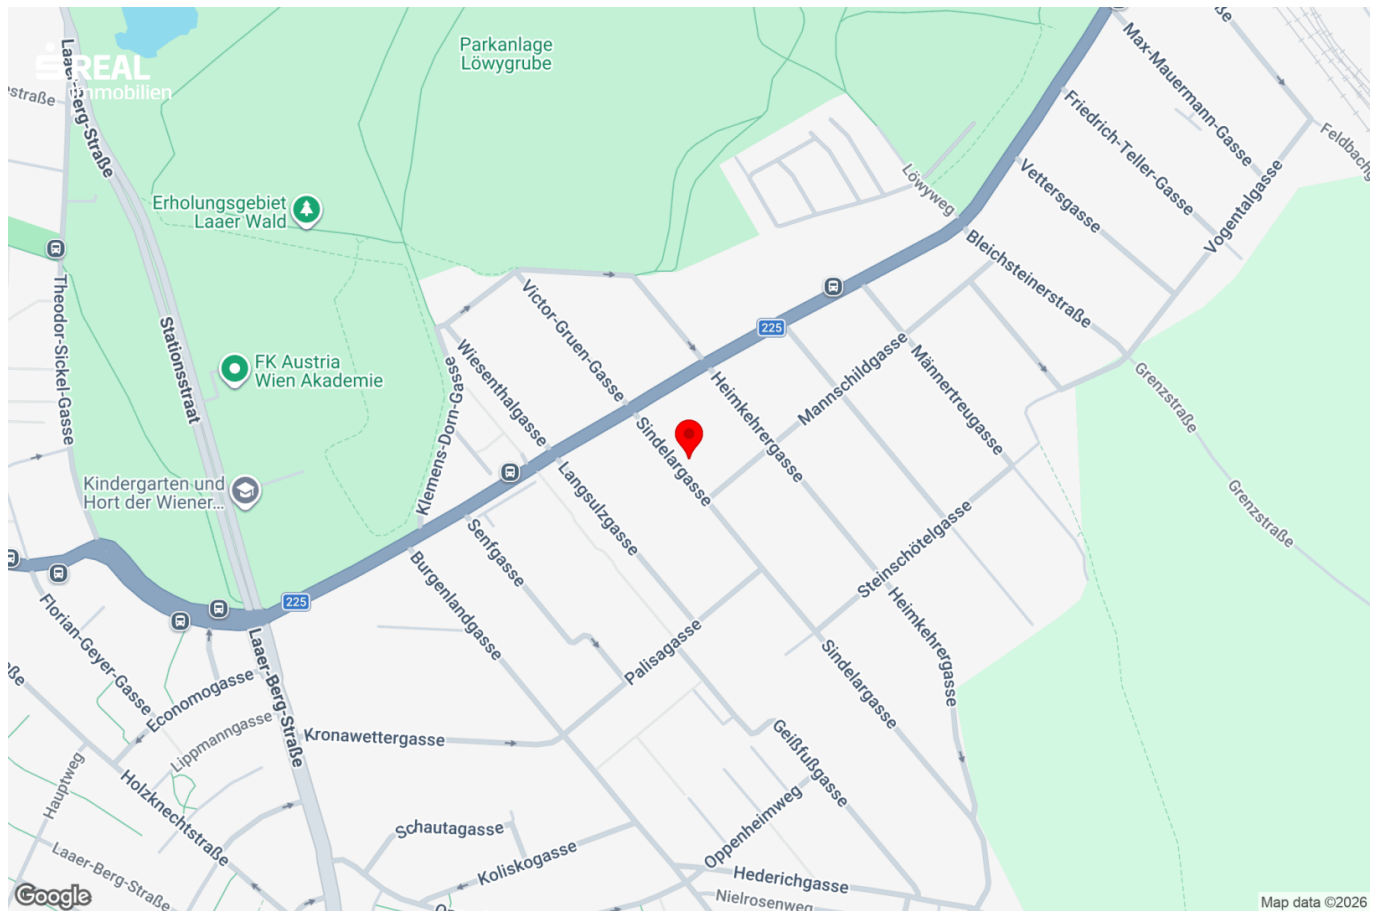 Laaer-Berg-Straße
REAL
Immobilien
estraße
Parkanlage
Löwygrube
Max-Mauermann-Gasse
Friedrich-Teller-Gasse
Feldbachg
Vettersgasse
Vogentalgasse
Löwyweg
Bleichsteinerstraße
Erholungsgebiet
Laaer Wald
Theodor-Sickel-Gasse
Stationsstraat
FK Austria
Wien Akademie
Victor-Gruen-Gasse
Wiesenthalgasse
Klemens-Dorn-Gasse
225
Heimkehrergasse
Mannschildgasse
Männertreugasse
Grenzstraße
Grenzstraße
Sindelargasse
Kindergarten und
Hort der Wiener...
Langsulzgasse
Senfgasse
Burgenlandgasse
Steinschötelgasse
Heimkehrergasse
225
Florian-Geyer-Gasse
Laaer-Berg-Straße
Palisagasse
Sindelargasse
Economogasse
Lippmanngasse
Kronawettergasse
Geißfußgasse
Hauptweg
Holzknechtstraße
Oppenheimweg
Schautagasse
Koliskogasse
Laaer-Berg-Straße
Hederichgasse
Nielrosenweg
Google
Map data ©2026